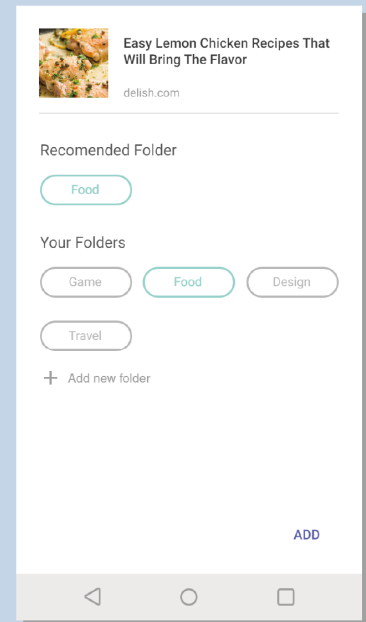 Easy Lemon Chicken Recipes That
Will Bring The Flavor
delish.com
Recomended Folder
Food
Your Folders
Game
Food
Design
Travel
+ Add new folder
ADD